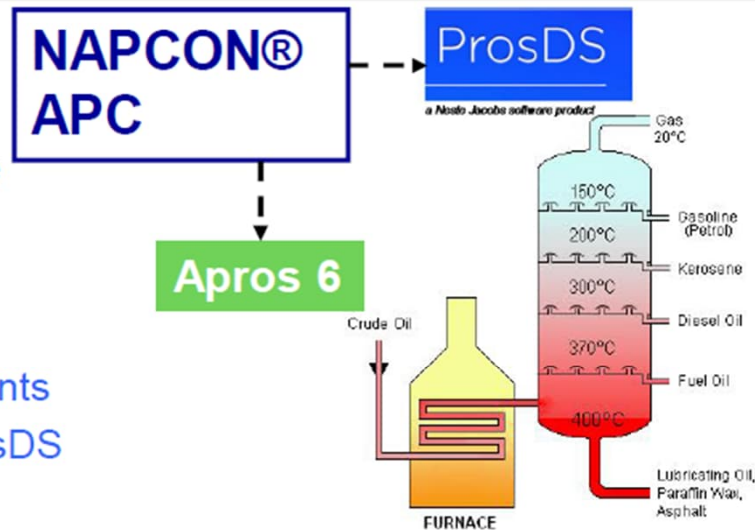 NAPCON®
APC
ProsDS
a Neste Jacobs software product
Gas
20°C
150°C
Gasoline
(Petrol)
200°C
Kerosene
Apros 6
300°C
Crude Oil
Diesel Oil
370°C
Fuel Oil
nts
sDS
400°C
Lubricating Oil,
Paraffin Wax,
Asphalt
FURNACE